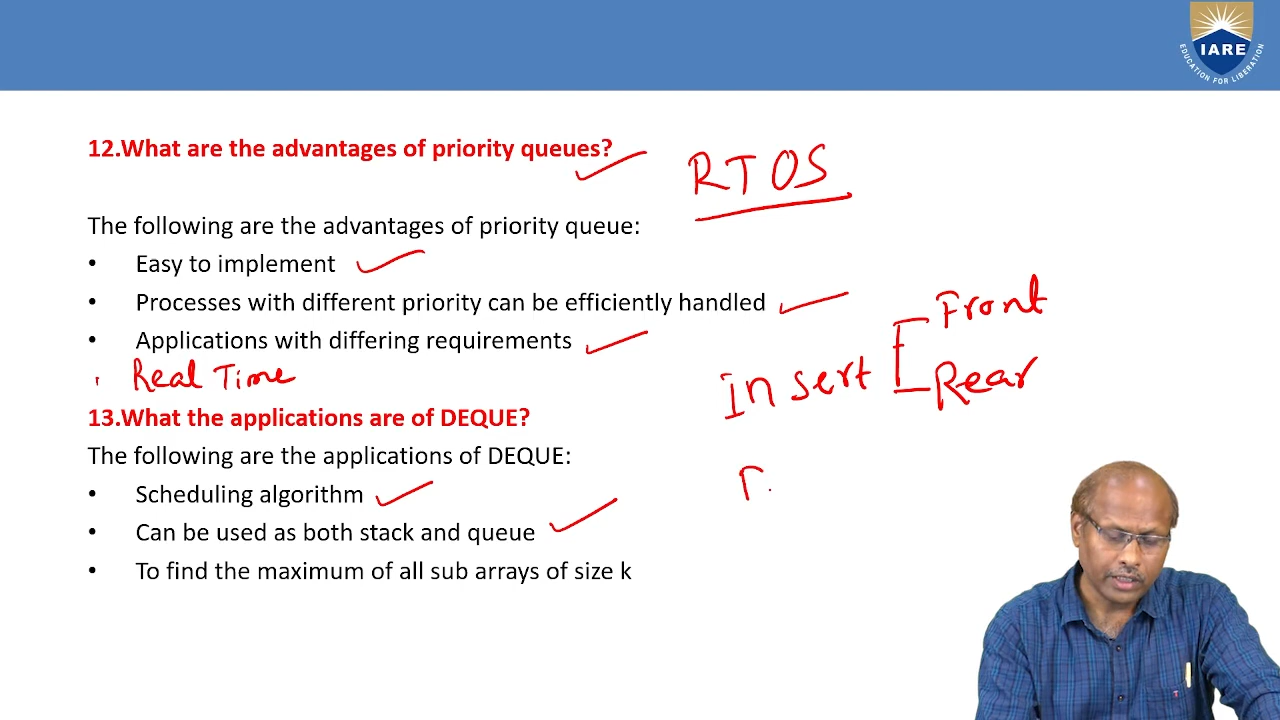 IARE
EDUCATION FOR LIBERATION
12.What are the advantages of priority queues?
RTOS
The following are the advantages of priority queue:
• Easy to implement
• Processes with different priority can be efficiently handled
• Applications with differing requirements
Real Time
Insert
Front
Rear
13.What the applications are of DEQUE?
The following are the applications of DEQUE:
• Scheduling algorithm
• Can be used as both stack and queue
• To find the maximum of all sub arrays of size k